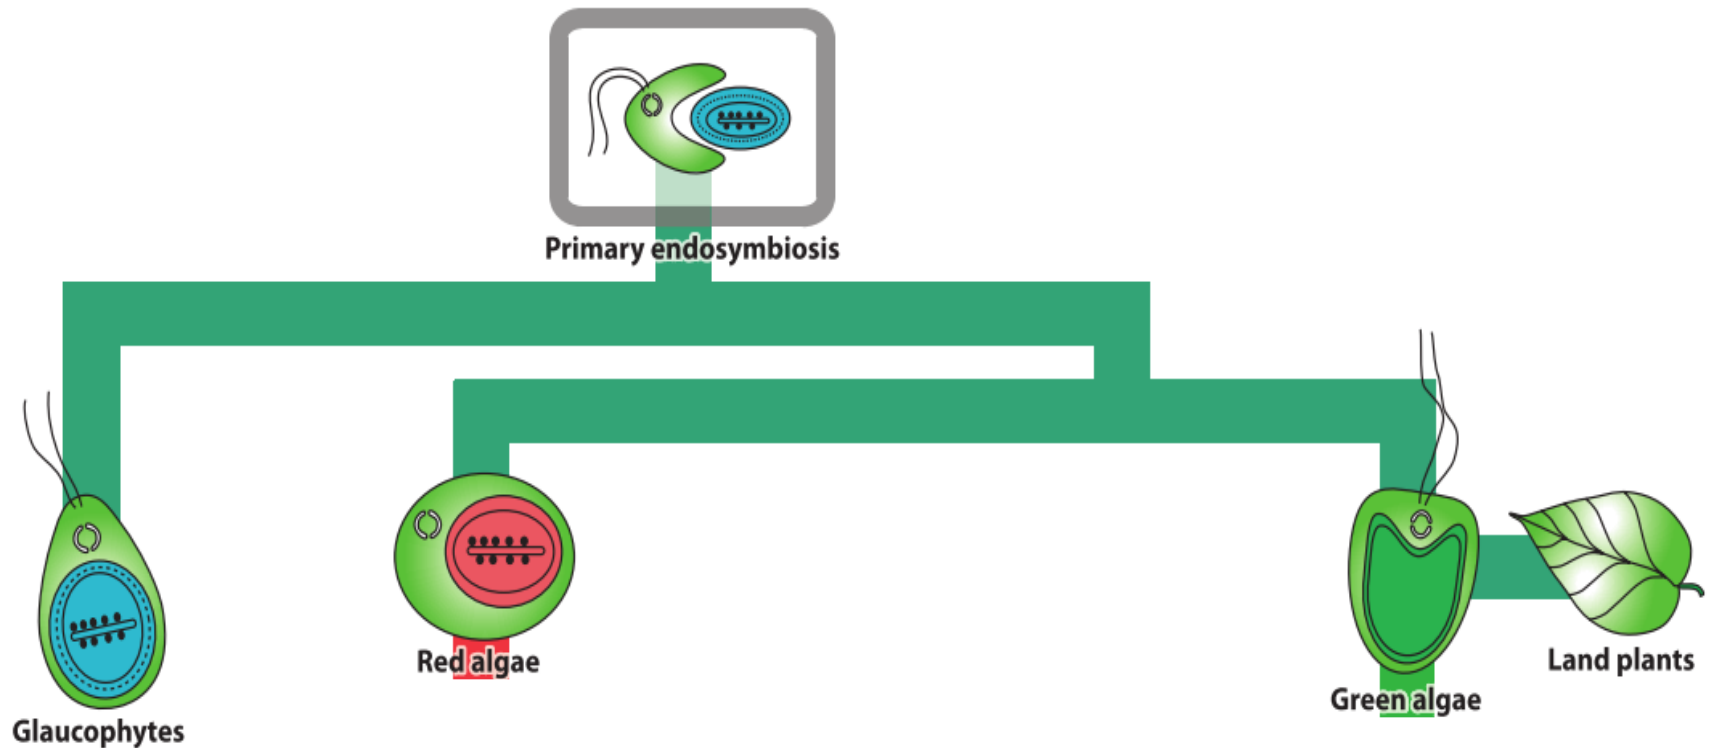 Primary endosymbiosis
Red algae
Land plants
Green algae
Glaucophytes